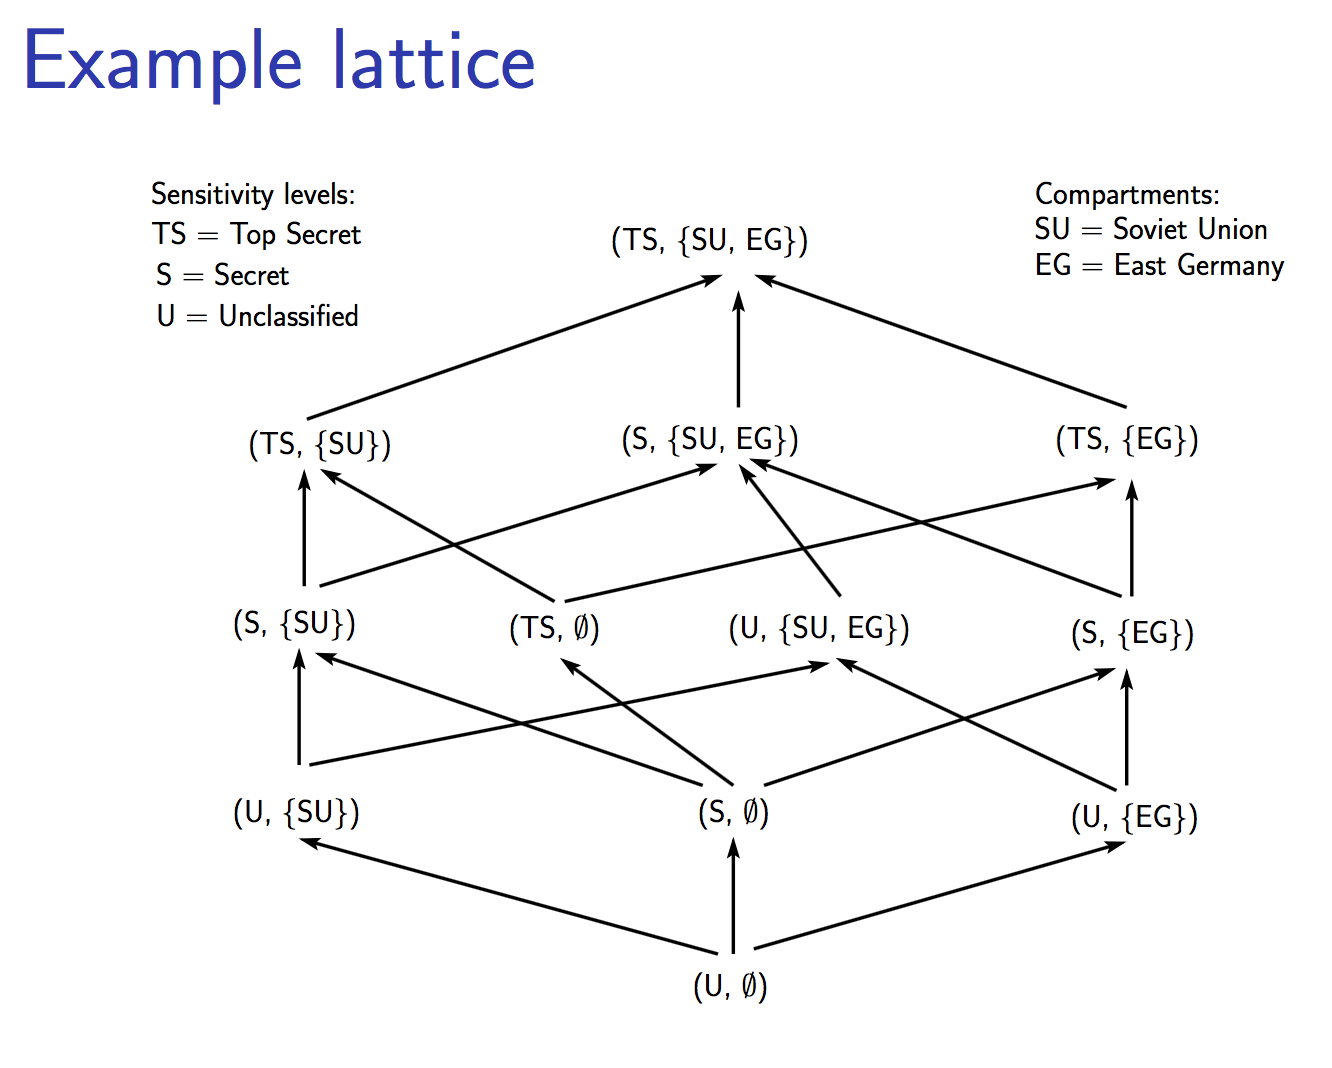 Example lattice
Sensitivity levels:
TS = Top Secret
S = Secret
U = Unclassified
Compartments:
SU = Soviet Union
EG = East Germany
(TS, {SU, EG})
(TS, {SU})
(S, {SU, EG})
(TS, {EG})
(S, {SU})
(TS, ∅)
(U, {SU, EG})
(S, {EG})
(U, {SU})
(S, ∅)
(U, {EG})
(U, ∅)